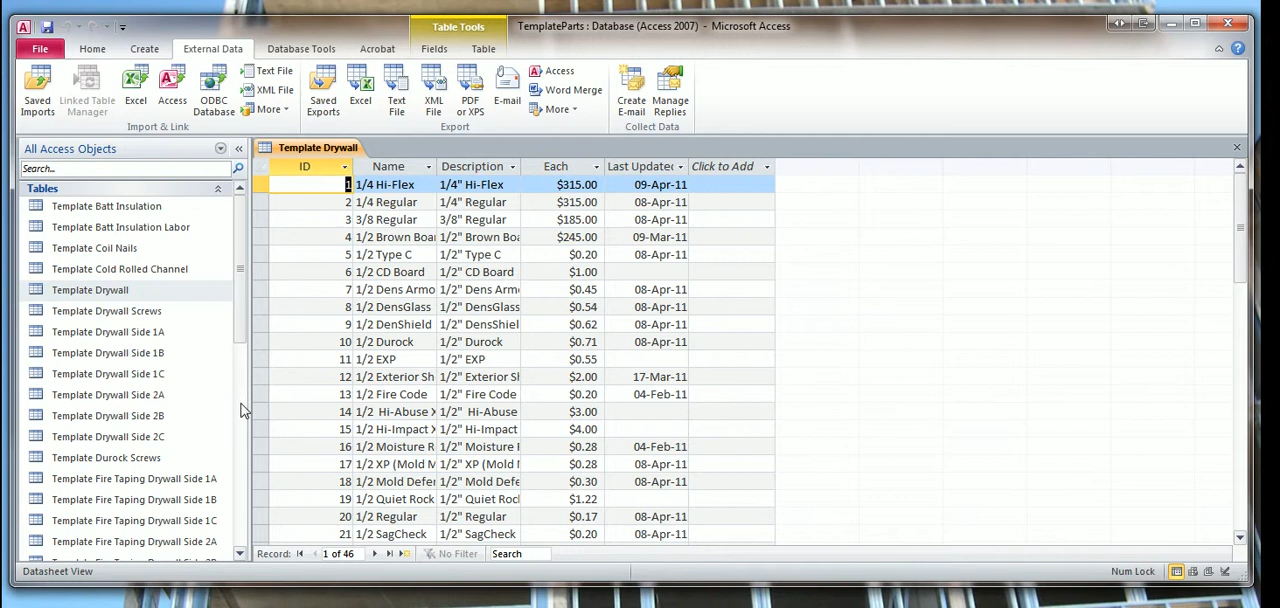 Table Tools
TemplateParts : Database (Access 2007) - Microsoft Access
File Home Create External Data Database Tools Acrobat Fields Table
Saved Imports
Linked Table Manager
Excel
Access
ODBC Database
Text File
XML File
More
Import & Link
Saved Exports
Excel
Text File
XML File
PDF or XPS
E-mail
Access
Word Merge
More
Export
Create E-mail
Manage Replies
Collect Data
All Access Objects
Search...
Tables
Template Batt Insulation
Template Batt Insulation Labor
Template Coil Nails
Template Cold Rolled Channel
Template Drywall
Template Drywall Screws
Template Drywall Side 1A
Template Drywall Side 1B
Template Drywall Side 1C
Template Drywall Side 2A
Template Drywall Side 2B
Template Drywall Side 2C
Template Durock Screws
Template Fire Taping Drywall Side 1A
Template Fire Taping Drywall Side 1B
Template Fire Taping Drywall Side 1C
Template Fire Taping Drywall Side 2A
Template Drywall
ID Name Description Each Last Update Click to Add
1 1/4 Hi-Flex 1/4" Hi-Flex $315.00 09-Apr-11
2 1/4 Regular 1/4" Regular $315.00 08-Apr-11
3 3/8 Regular 3/8" Regular $185.00 08-Apr-11
4 1/2 Brown Boa 1/2" Brown Boa $245.00 09-Mar-11
5 1/2 Type C 1/2" Type C $0.20 08-Apr-11
6 1/2 CD Board 1/2" CD Board $1.00
7 1/2 Dens Armo 1/2" Dens Armo $0.45 08-Apr-11
8 1/2 DensGlass 1/2" DensGlass $0.54 08-Apr-11
9 1/2 DenShield 1/2" DensShiel $0.62 08-Apr-11
10 1/2 Durock 1/2" Durock $0.71 08-Apr-11
11 1/2 EXP 1/2" EXP $0.55
12 1/2 Exterior Sh 1/2" Exterior Sl $2.00 17-Mar-11
13 1/2 Fire Code 1/2" Fire Code $0.20 04-Feb-11
14 1/2 Hi-Abuse X 1/2" Hi-Abuse $3.00
15 1/2 Hi-Impact 1/2" Hi-Impact $4.00
16 1/2 Moisture R 1/2" Moisture F $0.28 04-Feb-11
17 1/2 XP (Mold M 1/2" XP (Mold I $0.28 08-Apr-11
18 1/2 Mold Defer 1/2" Mold Defe $0.30 08-Apr-11
19 1/2 Quiet Rock 1/2" Quiet Rock $1.22
20 1/2 Regular 1/2" Regular $0.17 08-Apr-11
21 1/2 SagCheck 1/2" SagCheck $0.20 08-Apr-11
Record: 1 of 46 No Filter Search
Datasheet View
Num Lock